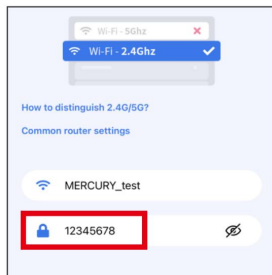 Wi-Fi - 5Ghz
Wi-Fi - 2.4Ghz
How to distinguish 2.4G/5G?
Common router settings
MERCURY_test
12345678